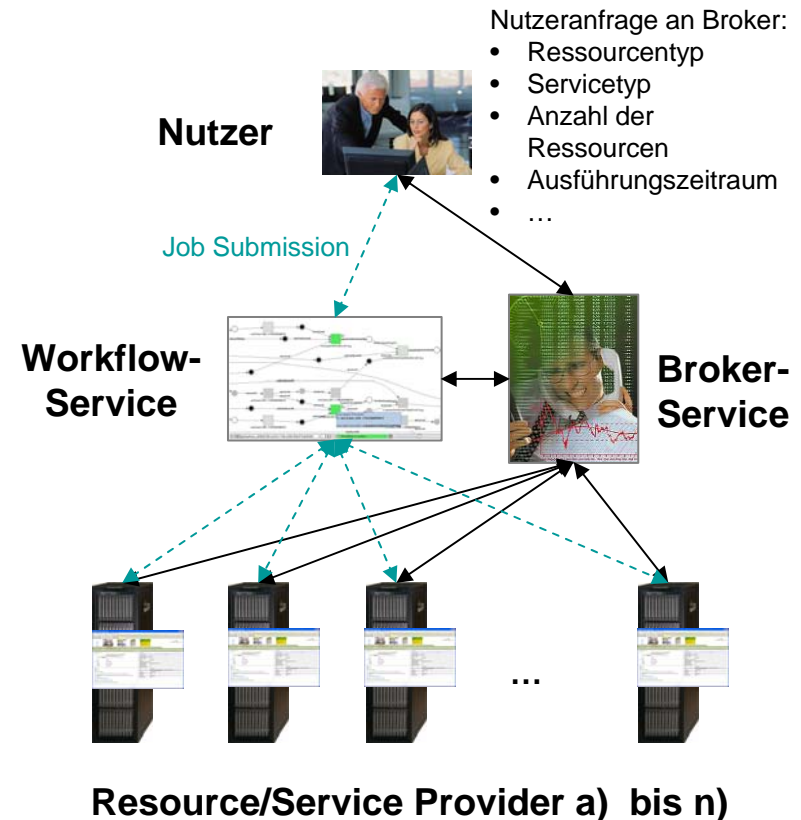 Nutzeranfrage an Broker:
• Ressourcentyp
• Servicetyp
• Anzahl der
Ressourcen
• Ausführungszeitraum
• …
Nutzer
Job Submission
Workflow-
Service
Broker-
Service
...
Resource/Service Provider a) bis n)